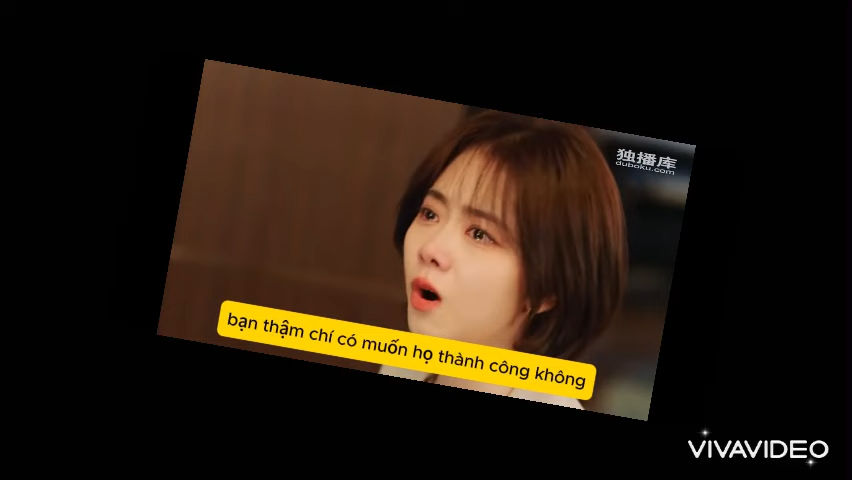 独播库
duboku.com
bạn thậm chí có muốn họ thành công không
VIVAVIDEO